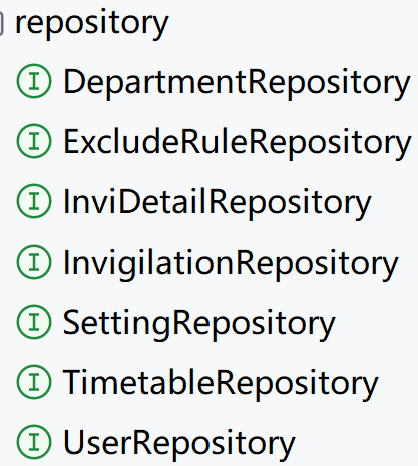 repository
I DepartmentRepository
I ExcludeRuleRepository
I InviDetailRepository
I InvigilationRepository
I SettingRepository
I TimetableRepository
I UserRepository